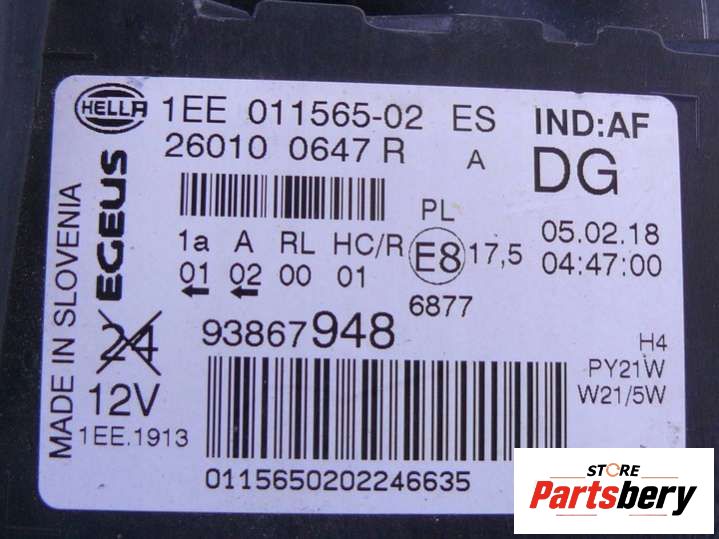 HELLA
1EE 011565-02 ES IND:AF
26010 0647 R A DG
PL
1a A RL HC/R E8 17,5 05.02.18
01 02 00 01 04:47:00
6877
93867948
H4
PY21W
W21/5W
0115650202246635
MADE IN SLOVENIA
EGEUS
24
12V
1EE.1913
STORE
Partsbery